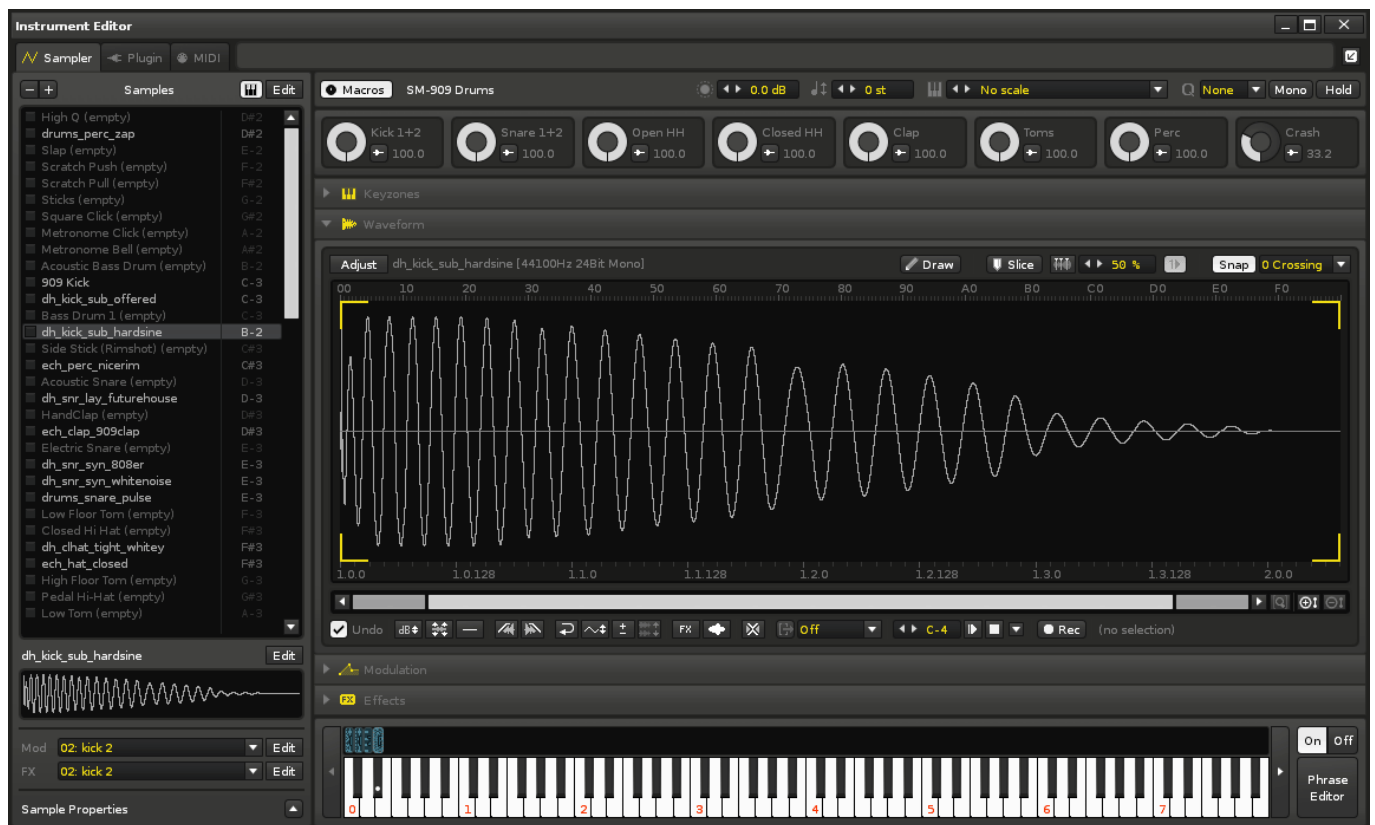 Instrument Editor
Sampler Plugin MIDI
Samples Edit
High Q (empty) D#2
drums_perc_zap D#2
Slap (empty) E-2
Scratch Push (empty) F-2
Scratch Pull (empty) F#2
Sticks (empty) G-2
Square Click (empty) G#2
Metronome Click (empty) A-2
Metronome Bell (empty) A#2
Acoustic Bass Drum (empty) B-2
909 Kick C-3
dh_kick_sub_offered C-3
Bass Drum 1 (empty) C-3
dh_kick_sub_hardsine B-2
Side Stick (Rimshot) (empty) C#3
ech_perc_nicerim C#3
Acoustic Snare (empty) D-3
dh_snr_lay_futurehouse D-3
HandClap (empty) D#3
ech_clap_909clap D#3
Electric Snare (empty) E-3
dh_snr_syn_808er E-3
dh_snr_syn_whitenoise E-3
drums_snare_pulse E-3
Low Floor Tom (empty) F-3
Closed Hi Hat (empty) F#3
dh_clhat_tight_whitey F#3
ech_hat_closed F#3
High Floor Tom (empty) G-3
Pedal Hi-Hat (empty) G#3
Low Tom (empty) A-3
dh_kick_sub_hardsine Edit
Mod 02: kick 2 Edit
FX 02: kick 2 Edit
Sample Properties
Macros SM-909 Drums 0.0 dB 0 st No scale None Mono Hold
Kick 1+2 Snare 1+2 Open HH Closed HH Clap Toms Perc Crash
100.0 100.0 100.0 100.0 100.0 100.0 100.0 33.2
Keyzones
Waveform
Adjust dh_kick_sub_hardsine [44100Hz 24Bit Mono] Draw Slice 50 % Snap 0 Crossing
00 10 20 30 40 50 60 70 80 90 A0 B0 C0 D0 E0 F0
1.0.0 1.0.128 1.1.0 1.1.128 1.2.0 1.2.128 1.3.0 1.3.128 2.0.0
Undo dB FX Off C-4 Rec (no selection)
Modulation
FX Effects
On Off
0 1 2 3 4 5 6 7
Phrase
Editor